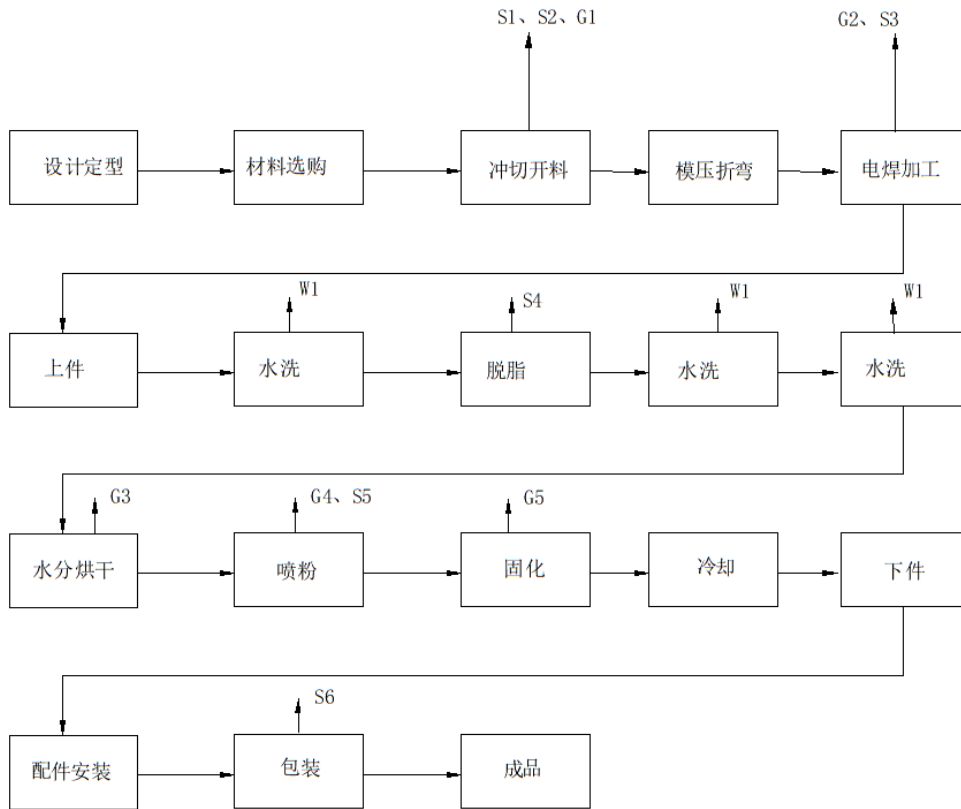 S1、S2、G1
G2、S3
设计定型
材料选购
冲切开料
模压折弯
电焊加工
W1
S4
W1
W1
上件
水洗
脱脂
水洗
水洗
G3
G4、S5
G5
水分烘干
喷粉
固化
冷却
下件
S6
配件安装
包装
成品